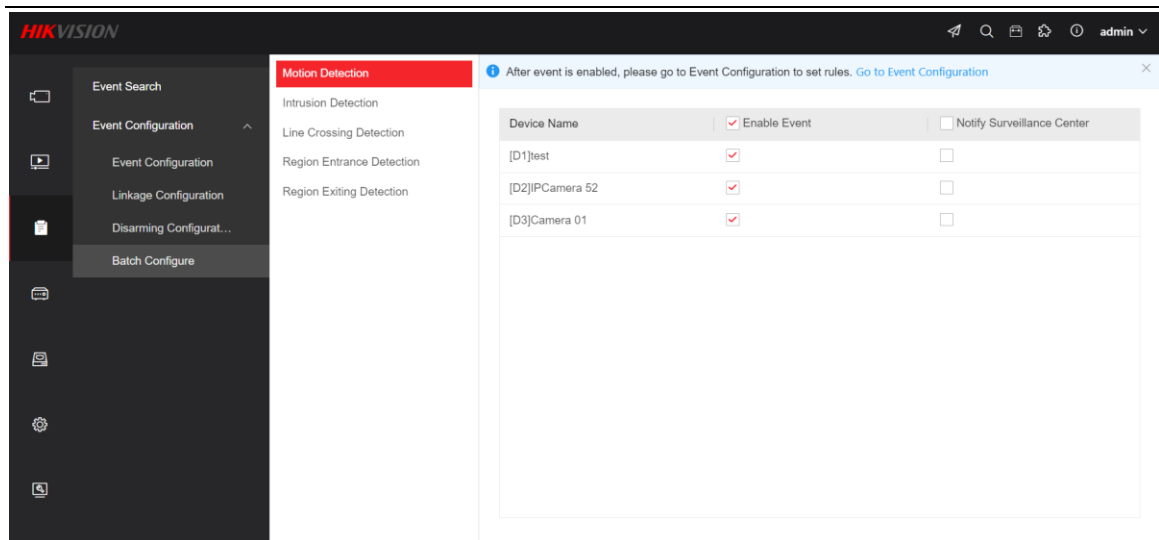 HIKVISION
admin
Event Search
Event Configuration
Event Configuration
Linkage Configuration
Disarming Configurat...
Batch Configure
Motion Detection
Intrusion Detection
Line Crossing Detection
Region Entrance Detection
Region Exiting Detection
After event is enabled, please go to Event Configuration to set rules. Go to Event Configuration
Device Name Enable Event Notify Surveillance Center
[D1]test
[D2]IPCamera 52
[D3]Camera 01